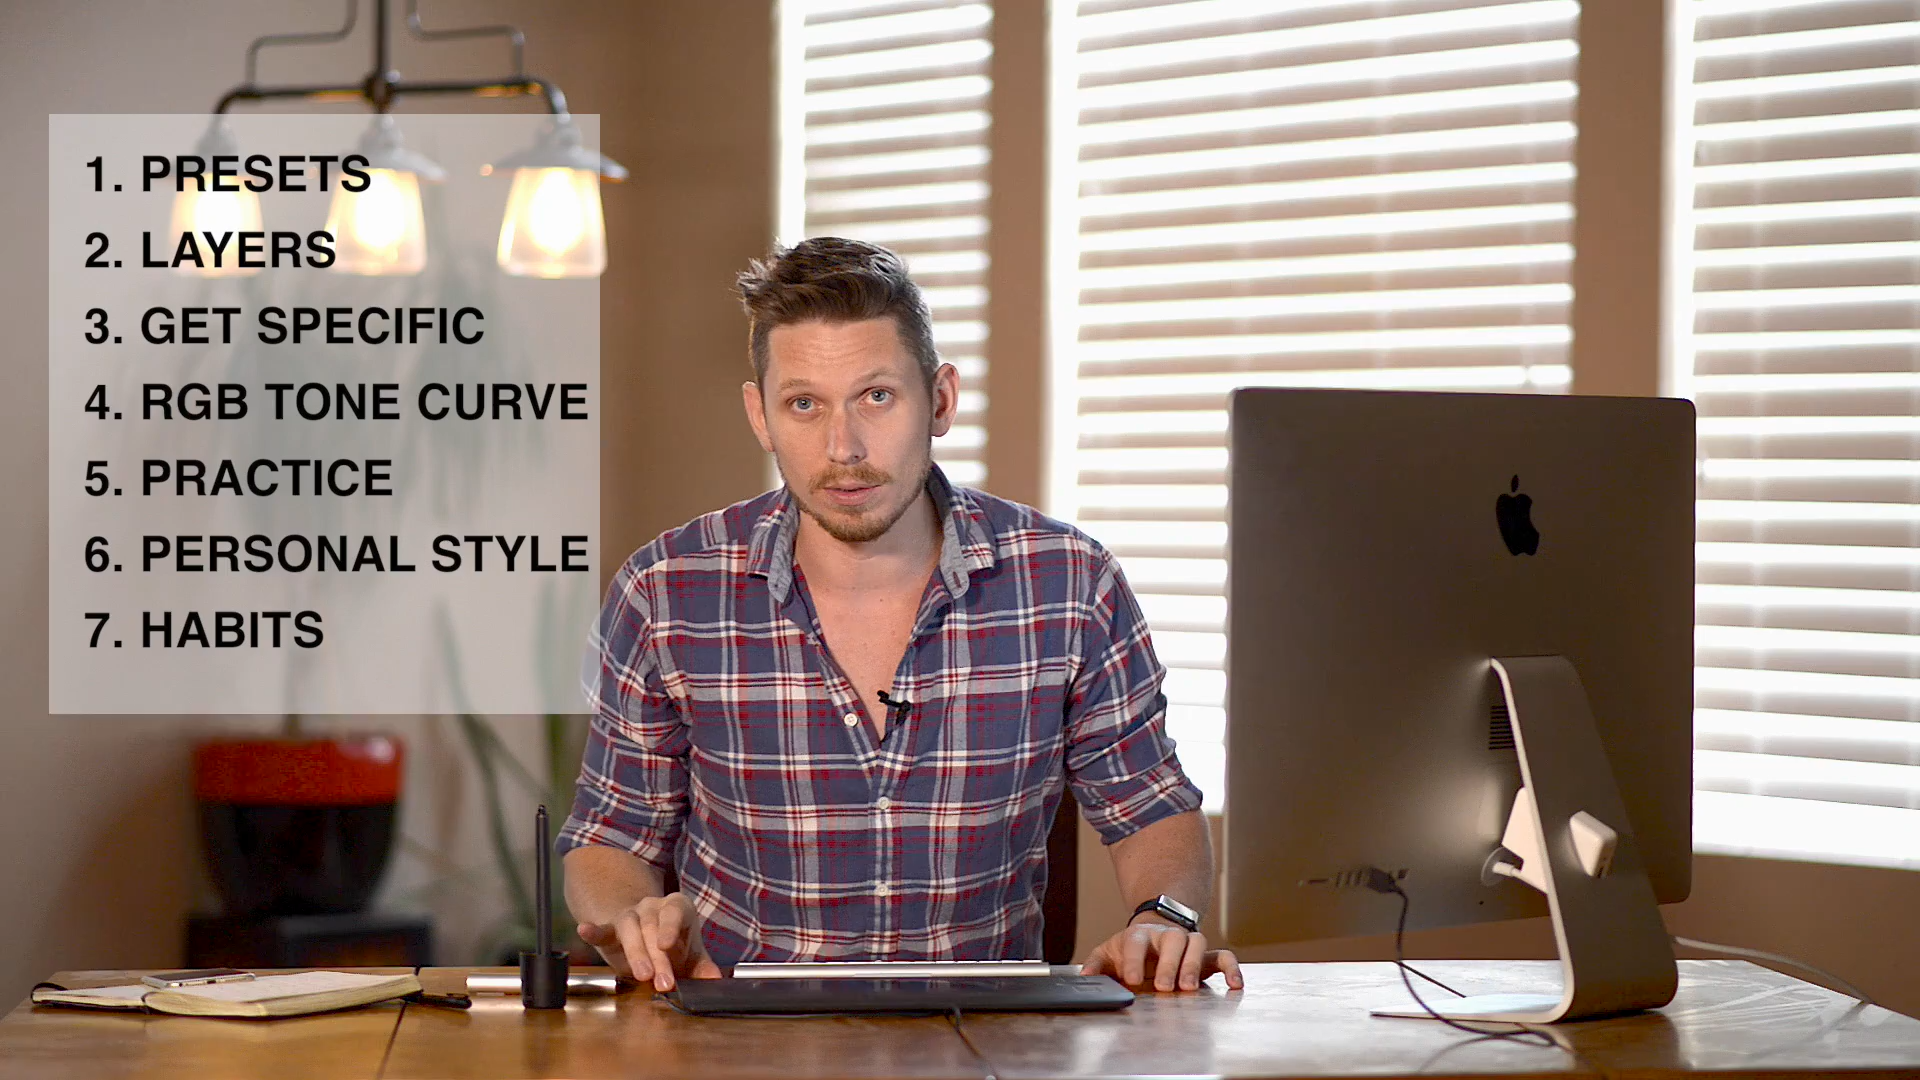 1. PRESETS
2. LAYERS
3. GET SPECIFIC
4. RGB TONE CURVE
5. PRACTICE
6. PERSONAL STYLE
7. HABITS